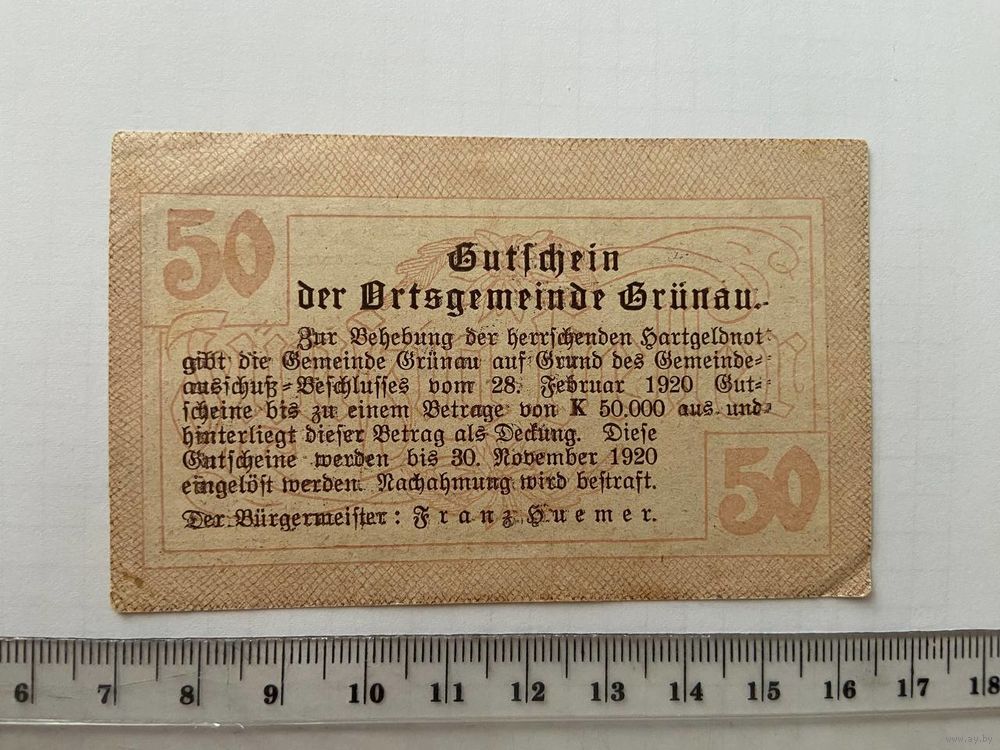 50
Gutschein
der Ortsgemeinde Grünau.
Zur Behebung der herrschenden Hartgeldnot
gibt die Gemeinde Grünau auf Grund des Gemeinde-
ausschuß-Beschlusses vom 28. Februar 1920 Gut-
scheine bis zu einem Betrage von K 50.000 aus und
hinterliegt dieser Betrag als Deckung. Diese
Gutscheine werden bis 30. November 1920
eingelöst werden. Nachahmung wird bestraft.
Der Bürgermeister: Franz Huemer.
50
6 7 8 9 10 11 12 13 14 15 16 17 18
www.ay.by